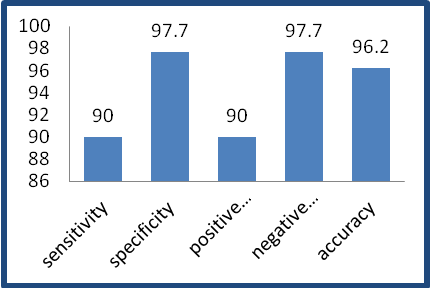 100
98
96
94
92
90
88
86
90
97.7
90
97.7
96.2
sensitivity
specificity
positive...
negative...
accuracy